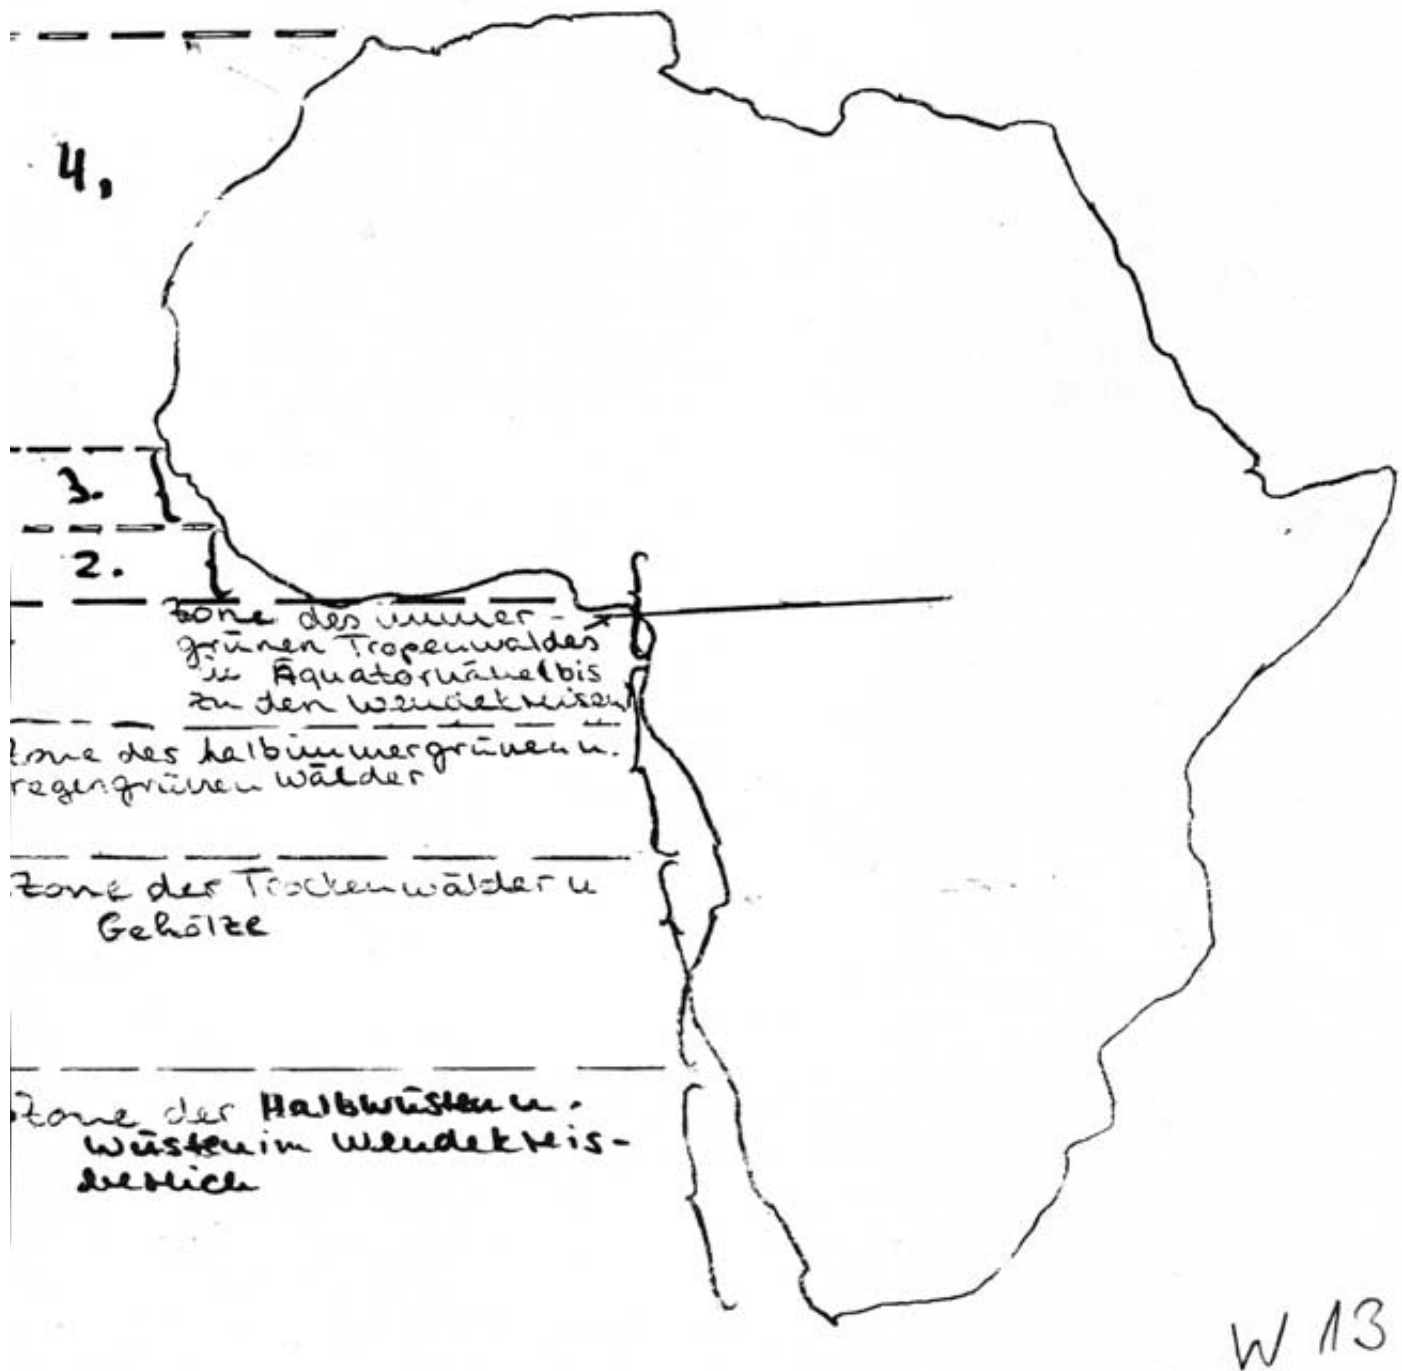 4.
3.
2.
Zone des immer-
grünen Tropenwaldes
in Äquatornähe (bis
zu den Wendekreisen)
Zone des halbimmergrünen u.
regengrünen Wälder
Zone der Trockenwälder u
Gehölze
Zone der Halbwüsten u.
Wüsten im Wendekreis-
bereich
W 13